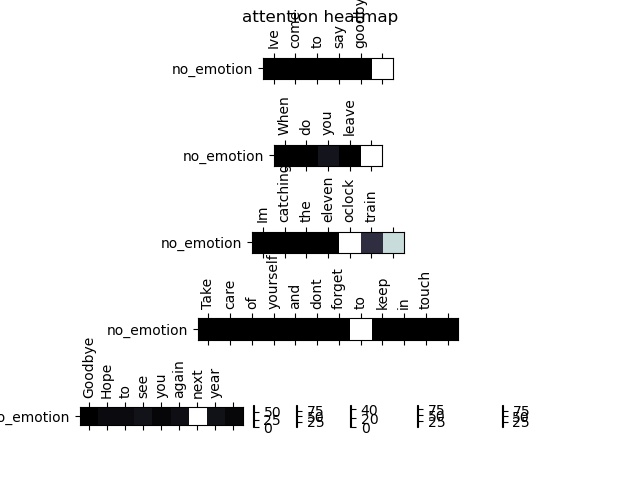 attention heatmap
Ive come to say goodbye
no_emotion
When do you leave
no_emotion
Im catching the eleven oclock train
no_emotion
Take care of yourself and dont forget to keep in touch
no_emotion
Goodbye Hope to see you again next year
no_emotion
50 75 40 75 75
25 50 20 50 50
0 25 0 25 25